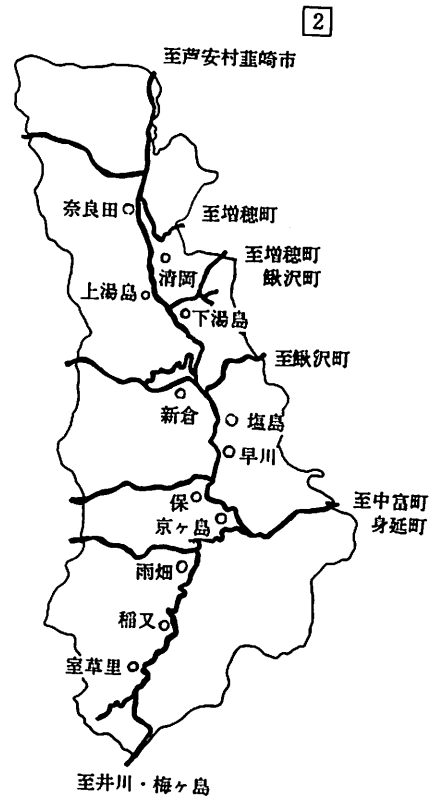 2
至芦安村韮崎市
奈良田
至増穂町
至増穂町
鰍沢町
清岡
上湯島
下湯島
至鰍沢町
新倉
塩島
早川
保
至中富町
身延町
京ヶ島
雨畑
稲又
室草里
至井川・梅ヶ島